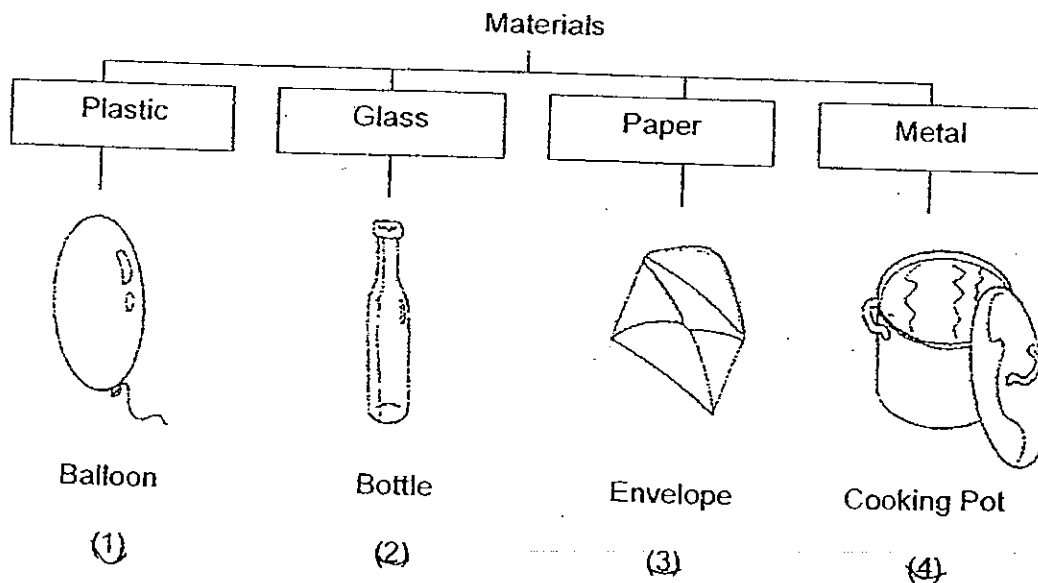 Materials
Plastic Glass Paper Metal
Balloon Bottle Envelope Cooking Pot
(1) (2) (3) (4)